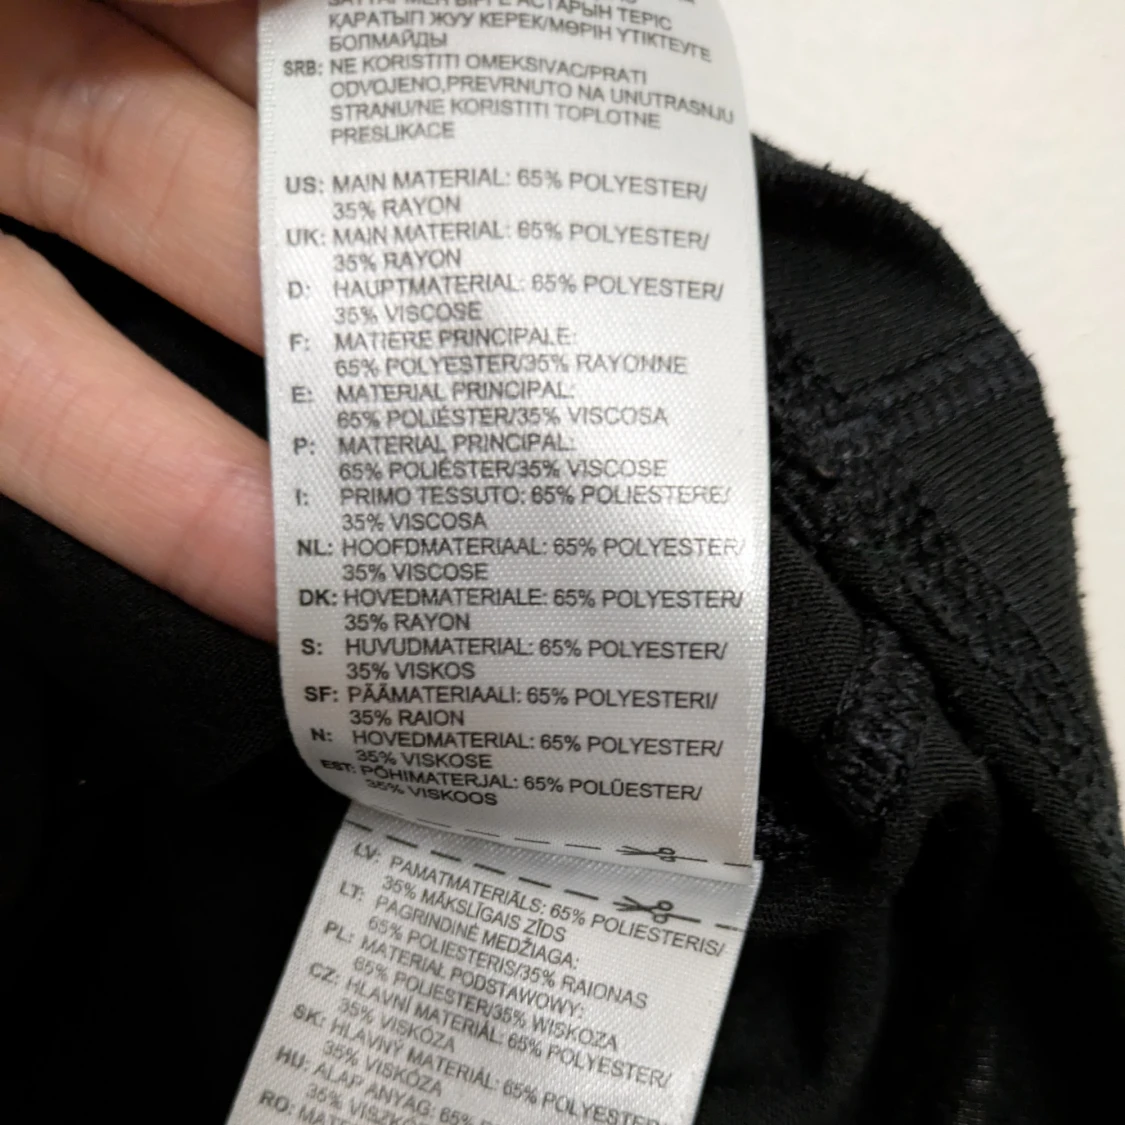 ҚАРАТЫП ЖУУ КЕРЕК/МӨРІН ҮТІКТЕУГЕ
БОЛМАЙДЫ
SRB: NE KORISTITI OMEKSIVAC/PRATI
ODVOJENO,PREVRNUTO NA UNUTRASNJU
STRANU/NE KORISTITI TOPLOTNE
PRESLIKACE
US: MAIN MATERIAL: 65% POLYESTER/
35% RAYON
UK: MAIN MATERIAL: 65% POLYESTER/
35% RAYON
D: HAUPTMATERIAL: 65% POLYESTER/
35% VISCOSE
F: MATIERE PRINCIPALE:
65% POLYESTER/35% RAYONNE
E: MATERIAL PRINCIPAL:
65% POLIÉSTER/35% VISCOSA
P: MATERIAL PRINCIPAL:
65% POLIÉSTER/35% VISCOSE
I: PRIMO TESSUTO: 65% POLIESTERE/
35% VISCOSA
NL: HOOFDMATERIAAL: 65% POLYESTER/
35% VISCOSE
DK: HOVEDMATERIALE: 65% POLYESTER/
35% RAYON
S: HUVUDMATERIAL: 65% POLYESTER/
35% VISKOS
SF: PÄÄMATERIAALI: 65% POLYESTERI/
35% RAION
N: HOVEDMATERIAL: 65% POLYESTER/
35% VISKOSE
EST: PÕHIMATERJAL: 65% POLÜESTER/
35% VISKOOS
LV: PAMATMATERIĀLS: 65% POLIESTERIS/
35% MĀKSLĪGAIS ZĪDS
LT: PAGRINDINĖ MEDŽIAGA:
65% POLIESTERIS/35% RAIONAS
PL: MATERIAL PODSTAWOWY:
65% POLIESTER/35% WISKOZA
CZ: HLAVNÍ MATERIÁL: 65% POLYESTER/
35% VISKÓZA
SK: HLAVNÝ MATERIÁL: 65% POLYESTER/
35% VISKÓZA
HU: ALAP ANYAG: 65%
35%
RO: